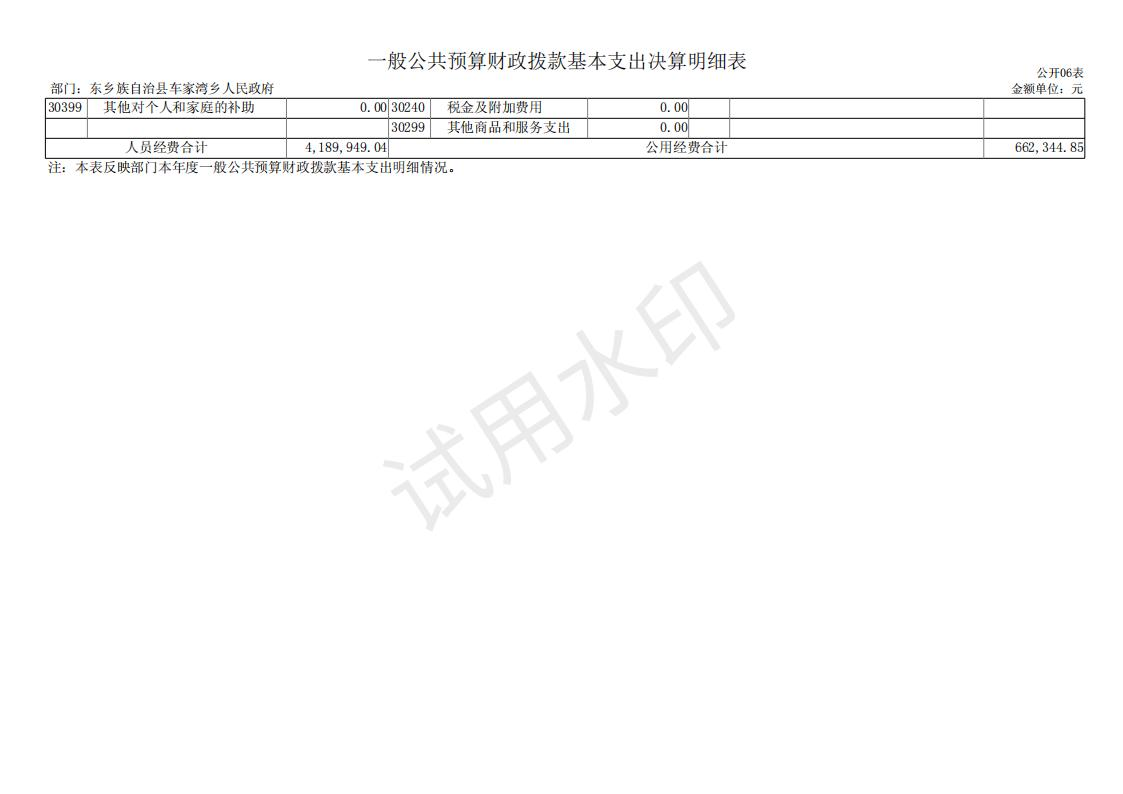 一般公共预算财政拨款基本支出决算明细表
公开06表
部门：东乡族自治县车家湾乡人民政府 金额单位：元
30399 其他对个人和家庭的补助 0.00 30240 税金及附加费用 0.00
30299 其他商品和服务支出 0.00
人员经费合计 4,189,949.04 公用经费合计 662,344.85
注：本表反映部门本年度一般公共预算财政拨款基本支出明细情况。
试用水印